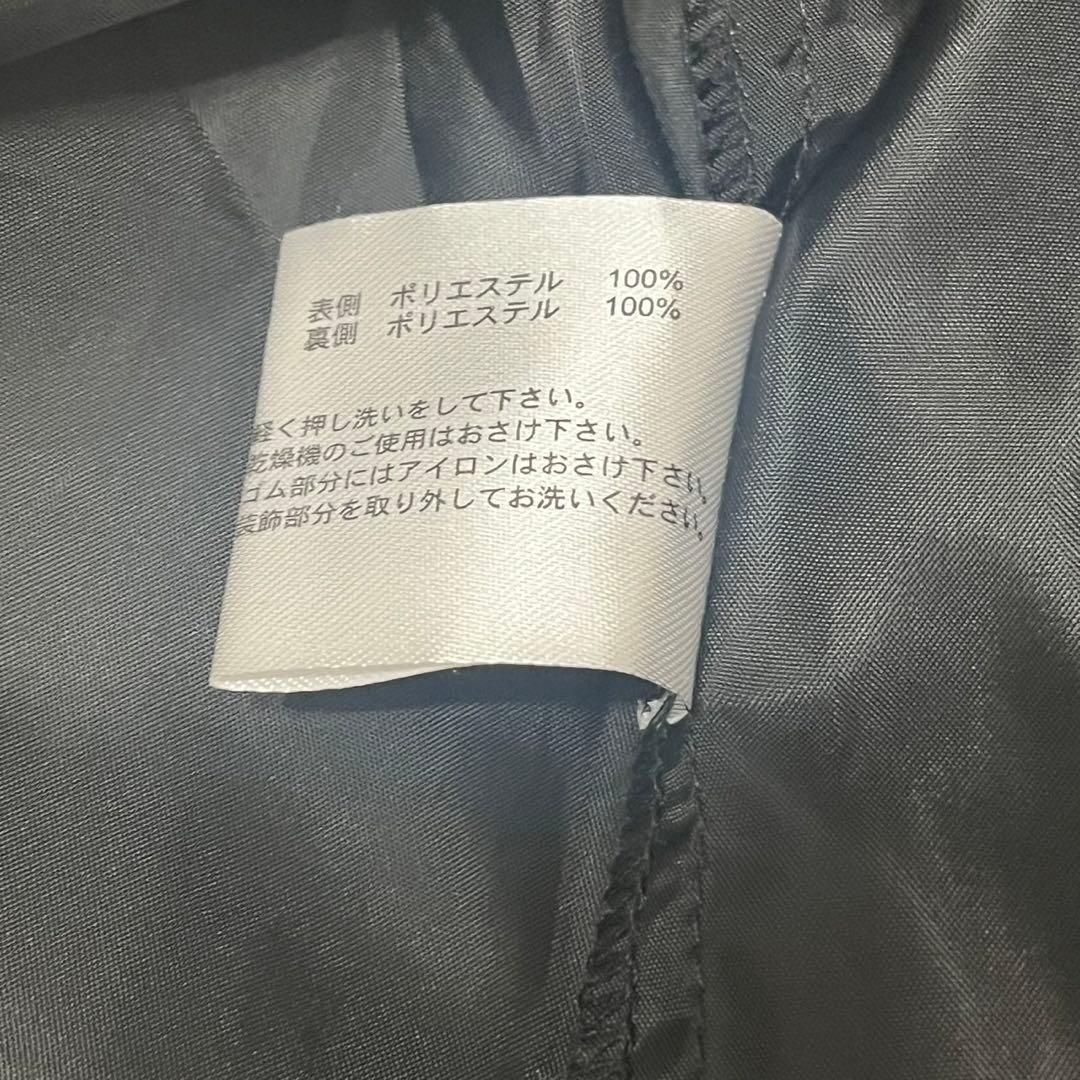 表側 ポリエステル 100%
裏側 ポリエステル 100%
軽く押し洗いをして下さい。
乾燥機のご使用はおさけ下さい。
ゴム部分にはアイロンはおさけ下さい。
装飾部分を取り外してお洗いください。